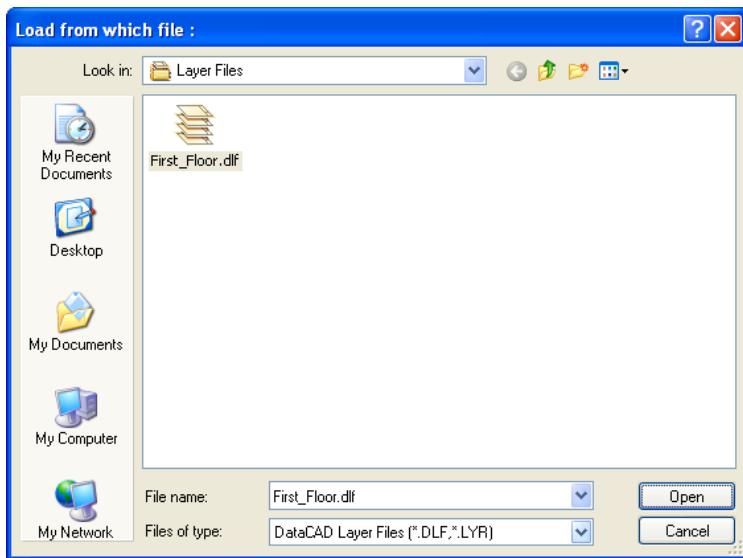 Load from which file :
Look in:
Layer Files
My Recent
Documents
Desktop
My Documents
My Computer
My Network
First_Floor.dlf
File name:
First_Floor.dlf
Open
Files of type:
DataCAD Layer Files (*.DLF,*.LYR)
Cancel